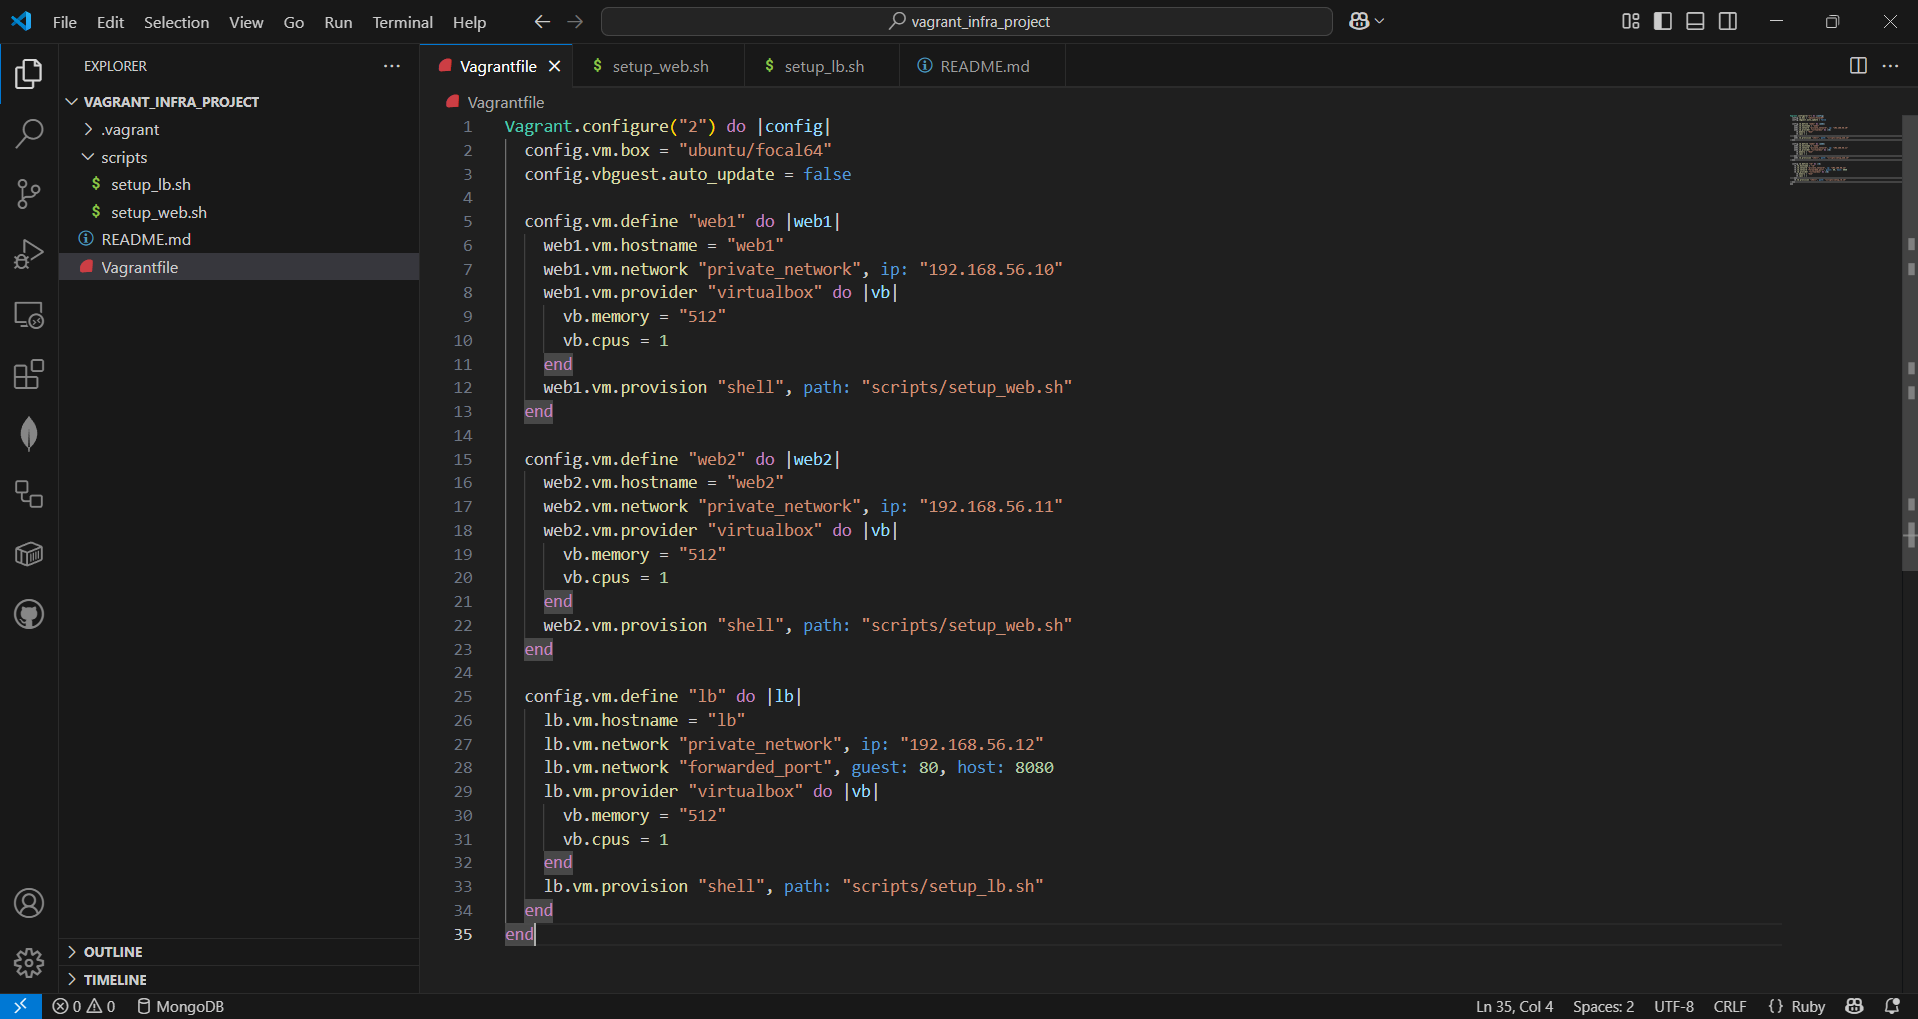 File Edit Selection View Go Run Terminal Help
vagrant_infra_project
EXPLORER
VAGRANT_INFRA_PROJECT
.vagrant
scripts
$ setup_lb.sh
$ setup_web.sh
README.md
Vagrantfile
OUTLINE
TIMELINE
Vagrantfile
$ setup_web.sh
$ setup_lb.sh
README.md
Vagrantfile
1 Vagrant.configure("2") do |config|
2 config.vm.box = "ubuntu/focal64"
3 config.vbguest.auto_update = false
4
5 config.vm.define "web1" do |web1|
6 web1.vm.hostname = "web1"
7 web1.vm.network "private_network", ip: "192.168.56.10"
8 web1.vm.provider "virtualbox" do |vb|
9 vb.memory = "512"
10 vb.cpus = 1
11 end
12 web1.vm.provision "shell", path: "scripts/setup_web.sh"
13 end
14
15 config.vm.define "web2" do |web2|
16 web2.vm.hostname = "web2"
17 web2.vm.network "private_network", ip: "192.168.56.11"
18 web2.vm.provider "virtualbox" do |vb|
19 vb.memory = "512"
20 vb.cpus = 1
21 end
22 web2.vm.provision "shell", path: "scripts/setup_web.sh"
23 end
24
25 config.vm.define "lb" do |lb|
26 lb.vm.hostname = "lb"
27 lb.vm.network "private_network", ip: "192.168.56.12"
28 lb.vm.network "forwarded_port", guest: 80, host: 8080
29 lb.vm.provider "virtualbox" do |vb|
30 vb.memory = "512"
31 vb.cpus = 1
32 end
33 lb.vm.provision "shell", path: "scripts/setup_lb.sh"
34 end
35 end
0 0 MongoDB
Ln 35, Col 4 Spaces: 2 UTF-8 CRLF {} Ruby